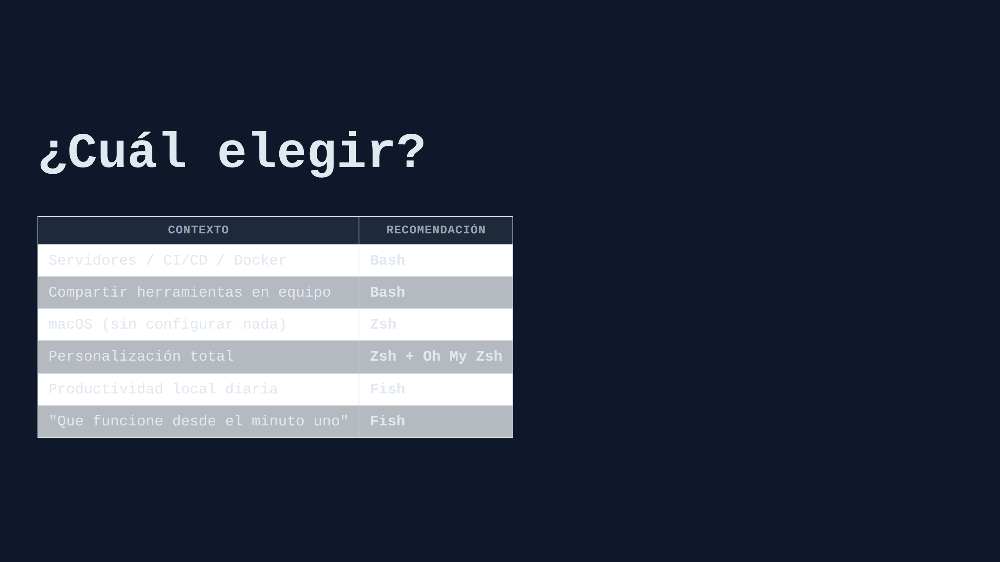 ¿Cuál elegir?
CONTEXTO RECOMENDACIÓN
Servidores / CI/CD / Docker Bash
Compartir herramientas en equipo Bash
macOS (sin configurar nada) Zsh
Personalización total Zsh + Oh My Zsh
Productividad local diaria Fish
"Que funcione desde el minuto uno" Fish